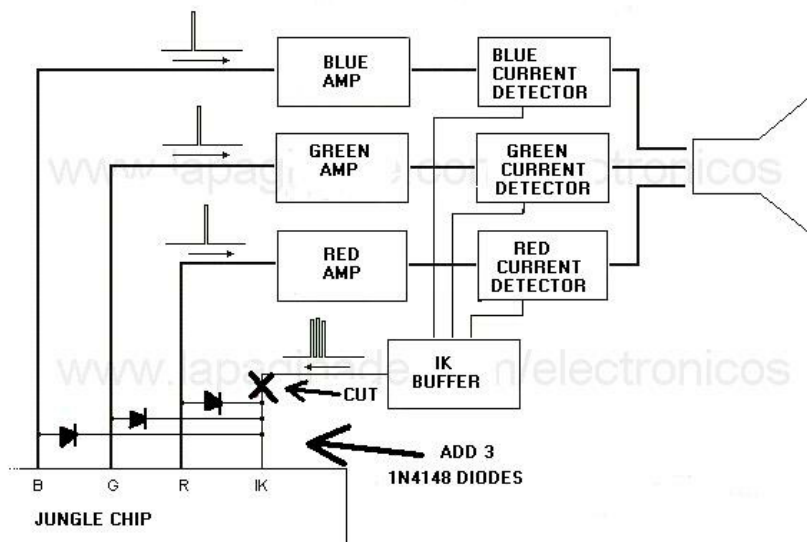 BLUE
AMP
BLUE
CURRENT
DETECTOR
GREEN
AMP
GREEN
CURRENT
DETECTOR
RED
AMP
RED
CURRENT
DETECTOR
IK
BUFFER
CUT
ADD 3
1N4148 DIODES
B G R IK
JUNGLE CHIP